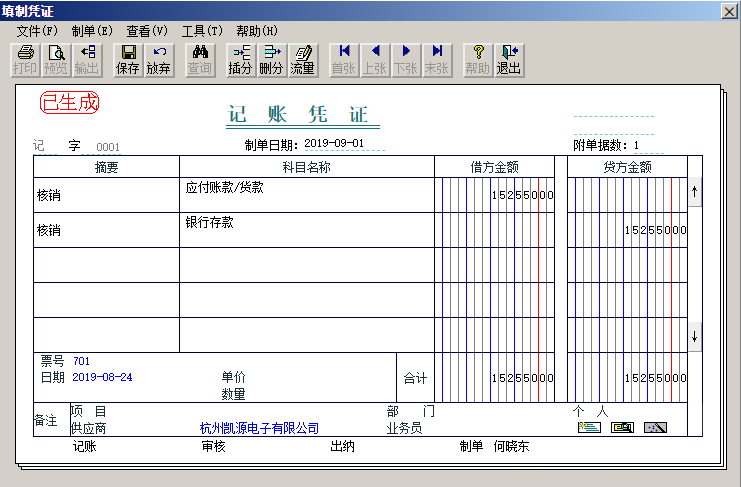 填制凭证
文件(F) 制单(E) 查看(V) 工具(T) 帮助(H)
打印 预览 输出 保存 放弃 查询 插分 删分 流量 首张 上张 下张 末张 帮助 退出
已生成
记 账 凭 证
记 字 0001 制单日期：2019-09-01 附单据数：1
摘要 科目名称 借方金额 贷方金额
核销 应付账款/货款 15255000
核销 银行存款 15255000
票号 701
日期 2019-08-24 单价 合计 15255000 15255000
数量
备注 项 目 部 门 个 人
供应商 杭州凯源电子有限公司 业务员
记账 审核 出纳 制单 何晓东